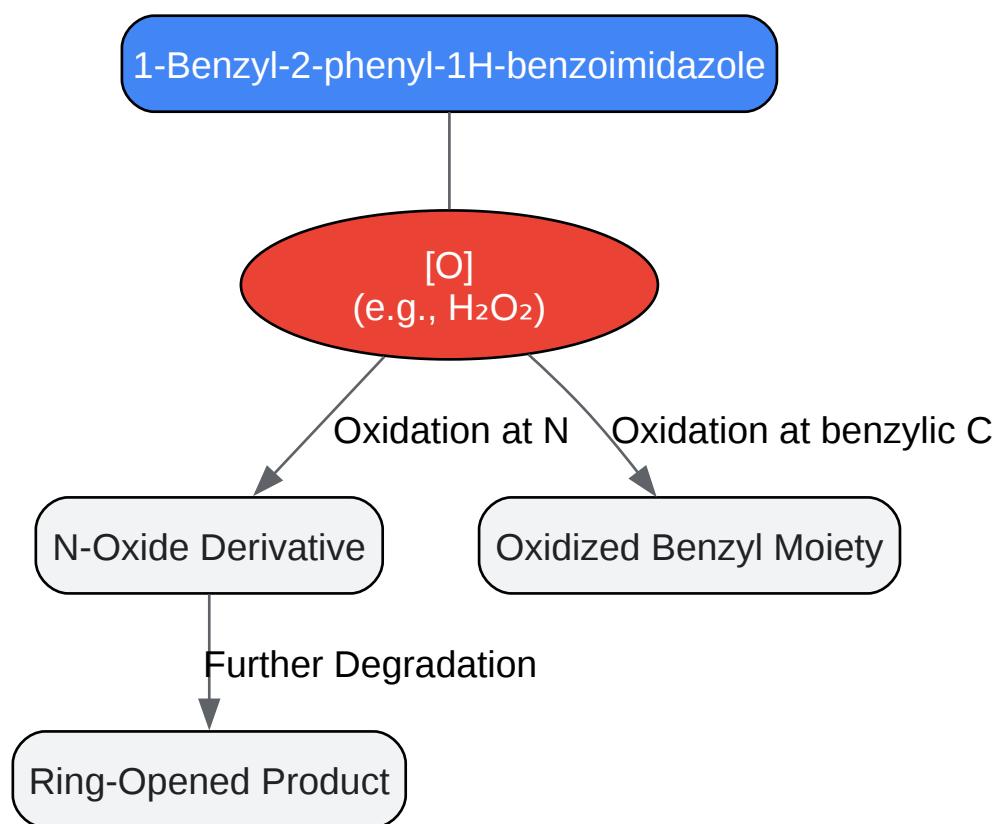 1-Benzyl-2-phenyl-1H-benzoimidazole
[O]
(e.g., H₂O₂)
Oxidation at N
Oxidation at benzylic C
N-Oxide Derivative
Oxidized Benzyl Moiety
Further Degradation
Ring-Opened Product